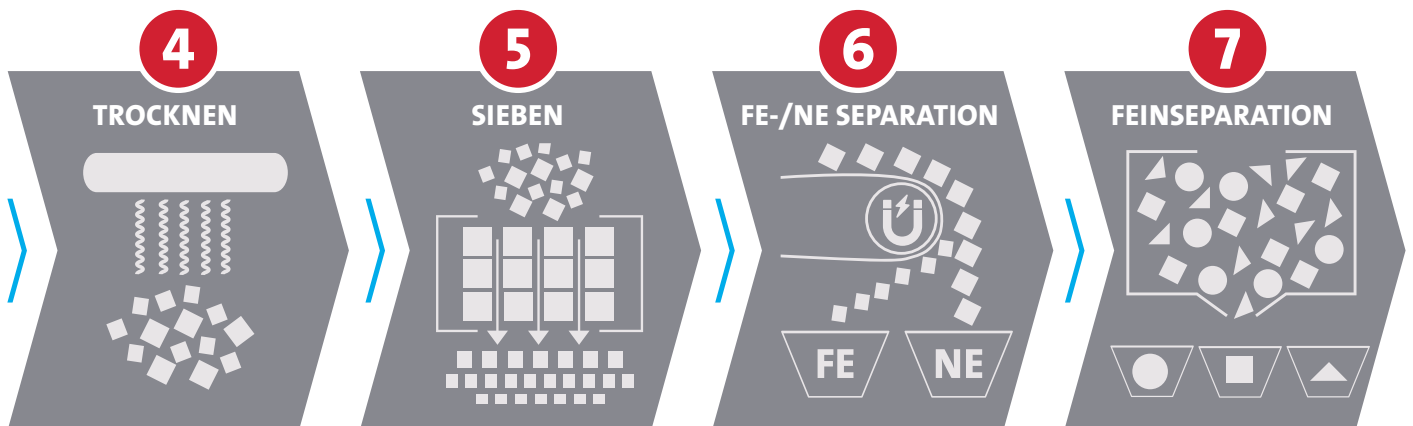 4
TROCKNEN
5
SIEBEN
6
FE-/NE SEPARATION
FE
NE
7
FEINSEPARATION